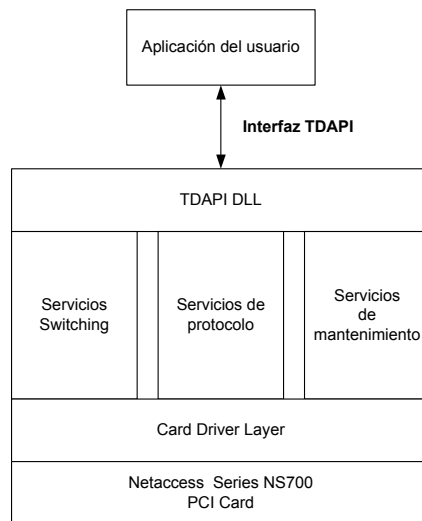 Aplicación del usuario
Interfaz TDAPI
TDAPI DLL
Servicios
Switching
Servicios de
protocolo
Servicios
de
mantenimiento
Card Driver Layer
Netaccess Series NS700
PCI Card